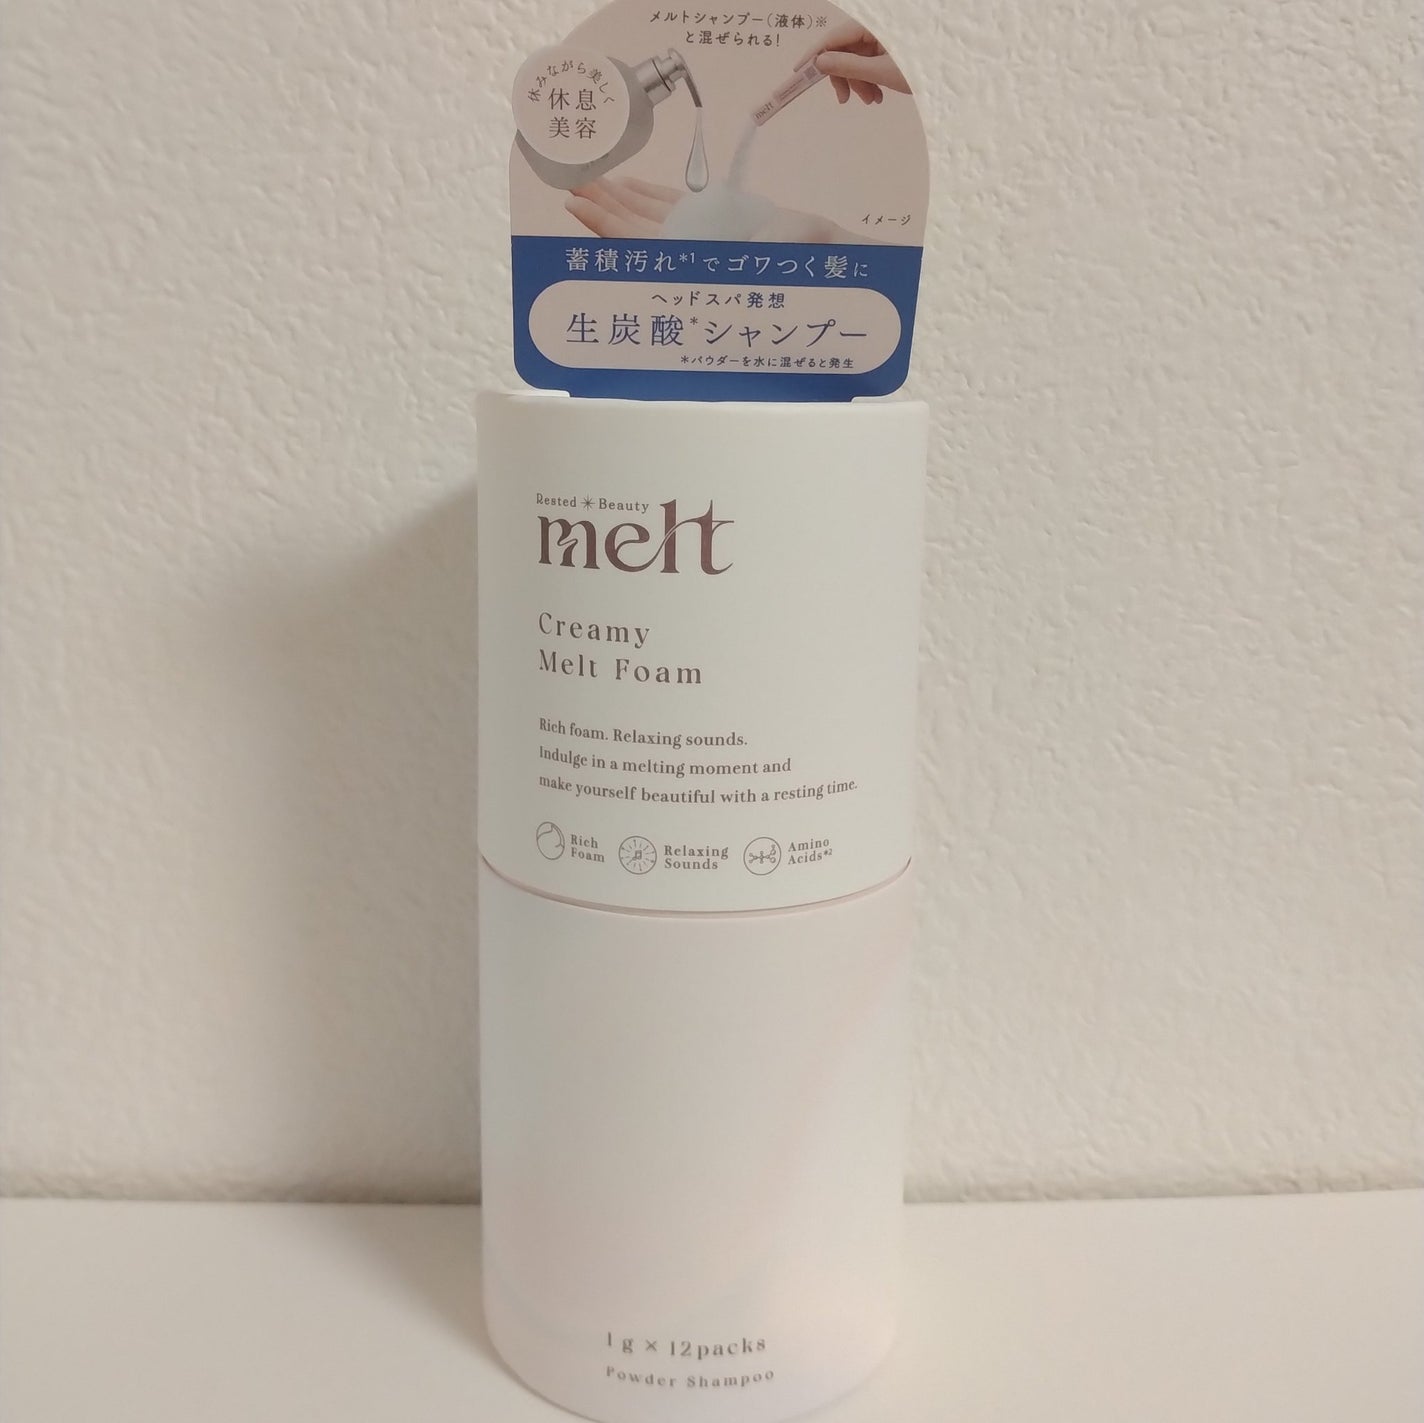 メルトシャンプー(液体)※
と混ぜられる!
休みながら美しく
休息
美容
melt
イメージ
蓄積汚れ*1でゴワつく髪に
ヘッドスパ発想
生炭酸*シャンプー
*パウダーを水に混ぜると発生
Rested Beauty
melt
Creamy
Melt Foam
Rich foam. Relaxing sounds.
Indulge in a melting moment and
make yourself beautiful with a resting time.
Rich
Foam
Relaxing
Sounds
Amino
Acids*2
1g×12packs
Powder Shampoo